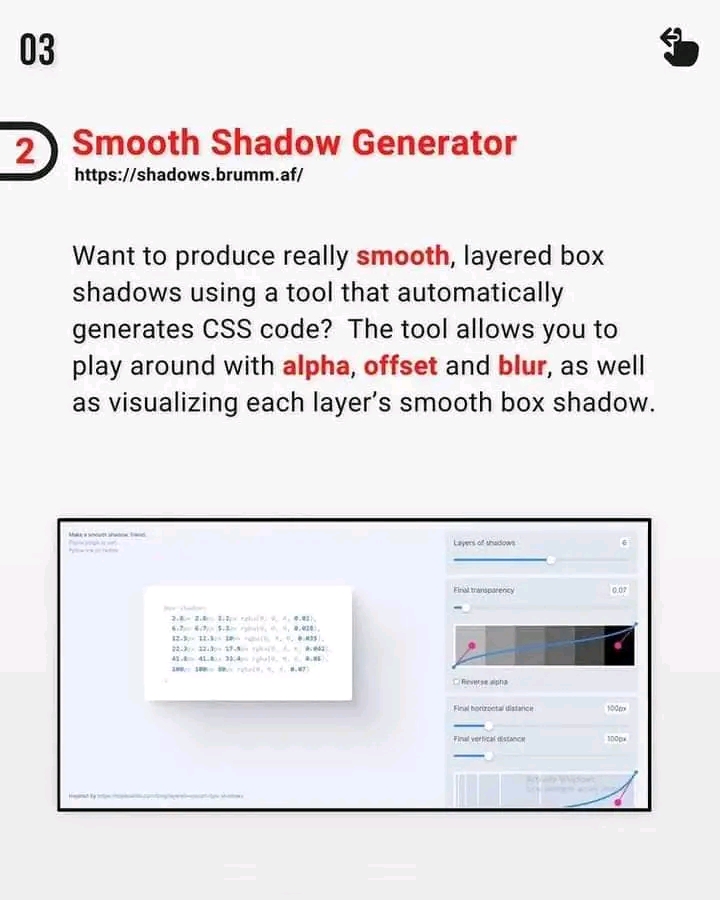 03
2
Smooth Shadow Generator
https://shadows.brumm.af/
Want to produce really smooth, layered box
shadows using a tool that automatically
generates CSS code? The tool allows you to
play around with alpha, offset and blur, as well
as visualizing each layer's smooth box shadow.
Make a smooth shadow, friend.
Layers of shadows 6
Final transparency 0.07
Reverse alpha
Final horizontal distance 100px
Final vertical distance 100px
box-shadow:
2.8px 2.8px 2.2px rgba(0, 0, 0, 0.02),
6.7px 6.7px 5.3px rgba(0, 0, 0, 0.028),
12.5px 12.5px 10px rgba(0, 0, 0, 0.035),
22.3px 22.3px 17.9px rgba(0, 0, 0, 0.042),
41.8px 41.8px 33.4px rgba(0, 0, 0, 0.05),
100px 100px 80px rgba(0, 0, 0, 0.07)
;
Activate Windows